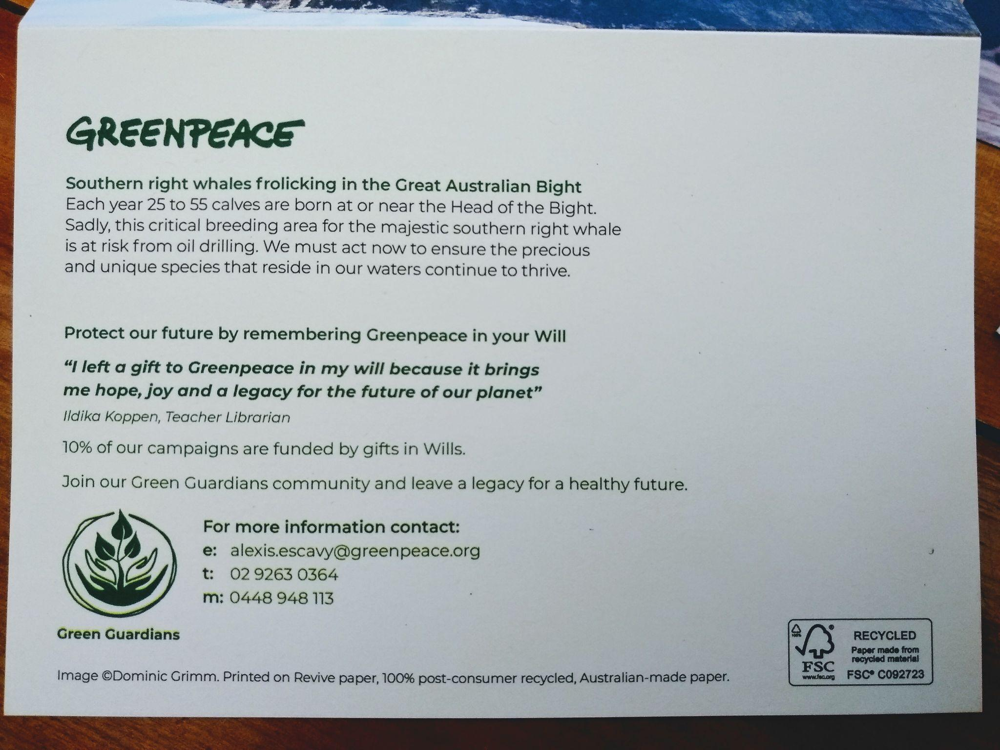 GREENPEACE
Southern right whales frolicking in the Great Australian Bight
Each year 25 to 55 calves are born at or near the Head of the Bight.
Sadly, this critical breeding area for the majestic southern right whale
is at risk from oil drilling. We must act now to ensure the precious
and unique species that reside in our waters continue to thrive.
Protect our future by remembering Greenpeace in your Will
“I left a gift to Greenpeace in my will because it brings
me hope, joy and a legacy for the future of our planet”
Ildika Koppen, Teacher Librarian
10% of our campaigns are funded by gifts in Wills.
Join our Green Guardians community and leave a legacy for a healthy future.
For more information contact:
e: alexis.escavy@greenpeace.org
t: 02 9263 0364
m: 0448 948 113
Green Guardians
Image ©Dominic Grimm. Printed on Revive paper, 100% post-consumer recycled, Australian-made paper.
100%
®
FSC
www.fsc.org
RECYCLED
Paper made from
recycled material
FSC® C092723